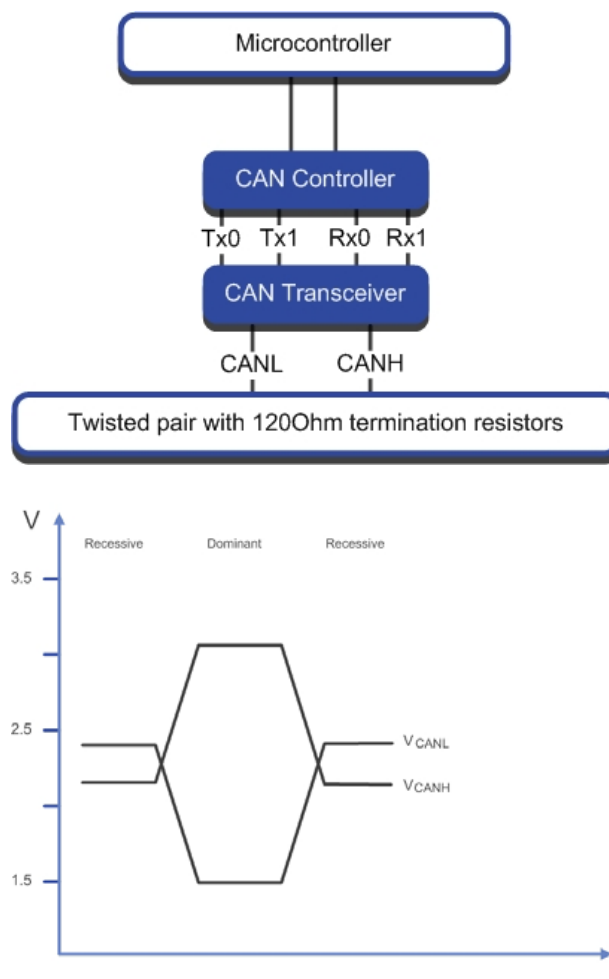 Microcontroller
CAN Controller
Tx0 Tx1 Rx0 Rx1
CAN Transceiver
CANL CANH
Twisted pair with 120Ohm termination resistors
V
Recessive Dominant Recessive
3.5
2.5
VCANL
VCANH
1.5